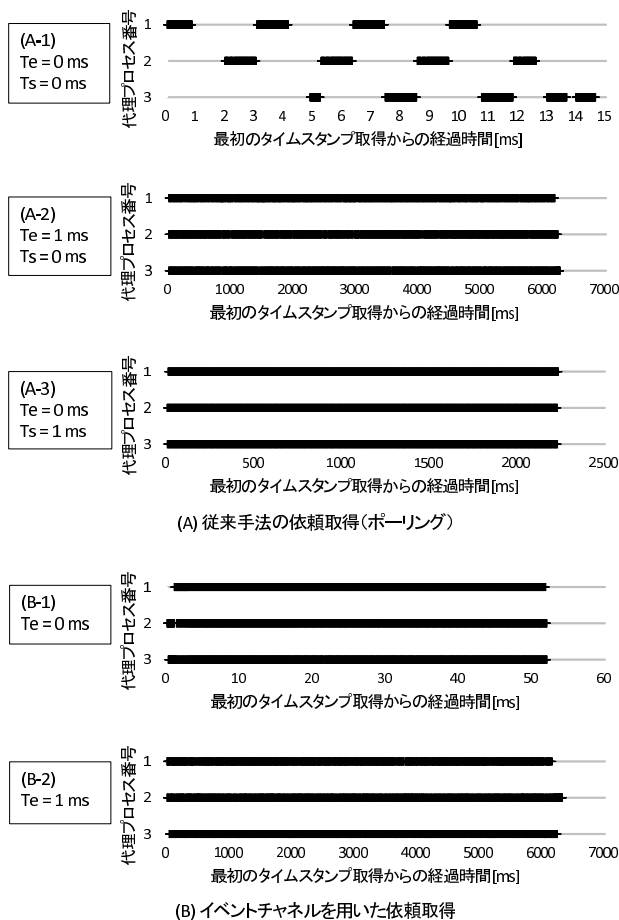 (A-1)
Te = 0 ms
Ts = 0 ms
代理プロセス番号
1
2
3
0 1 2 3 4 5 6 7 8 9 10 11 12 13 14 15
最初のタイムスタンプ取得からの経過時間[ms]
(A-2)
Te = 1 ms
Ts = 0 ms
代理プロセス番号
1
2
3
0 1000 2000 3000 4000 5000 6000 7000
最初のタイムスタンプ取得からの経過時間[ms]
(A-3)
Te = 0 ms
Ts = 1 ms
代理プロセス番号
1
2
3
0 500 1000 1500 2000 2500
最初のタイムスタンプ取得からの経過時間[ms]
(A) 従来手法の依頼取得(ポーリング)
(B-1)
Te = 0 ms
代理プロセス番号
1
2
3
0 10 20 30 40 50 60
最初のタイムスタンプ取得からの経過時間[ms]
(B-2)
Te = 1 ms
代理プロセス番号
1
2
3
0 1000 2000 3000 4000 5000 6000 7000
最初のタイムスタンプ取得からの経過時間[ms]
(B) イベントチャネルを用いた依頼取得